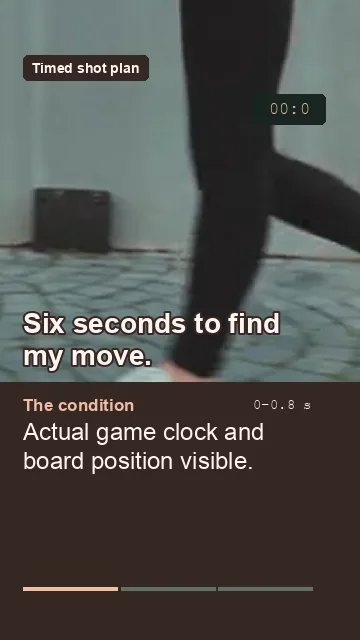 Timed shot plan
00:0
Six seconds to find
my move.
The condition
0–0.8 s
Actual game clock and
board position visible.